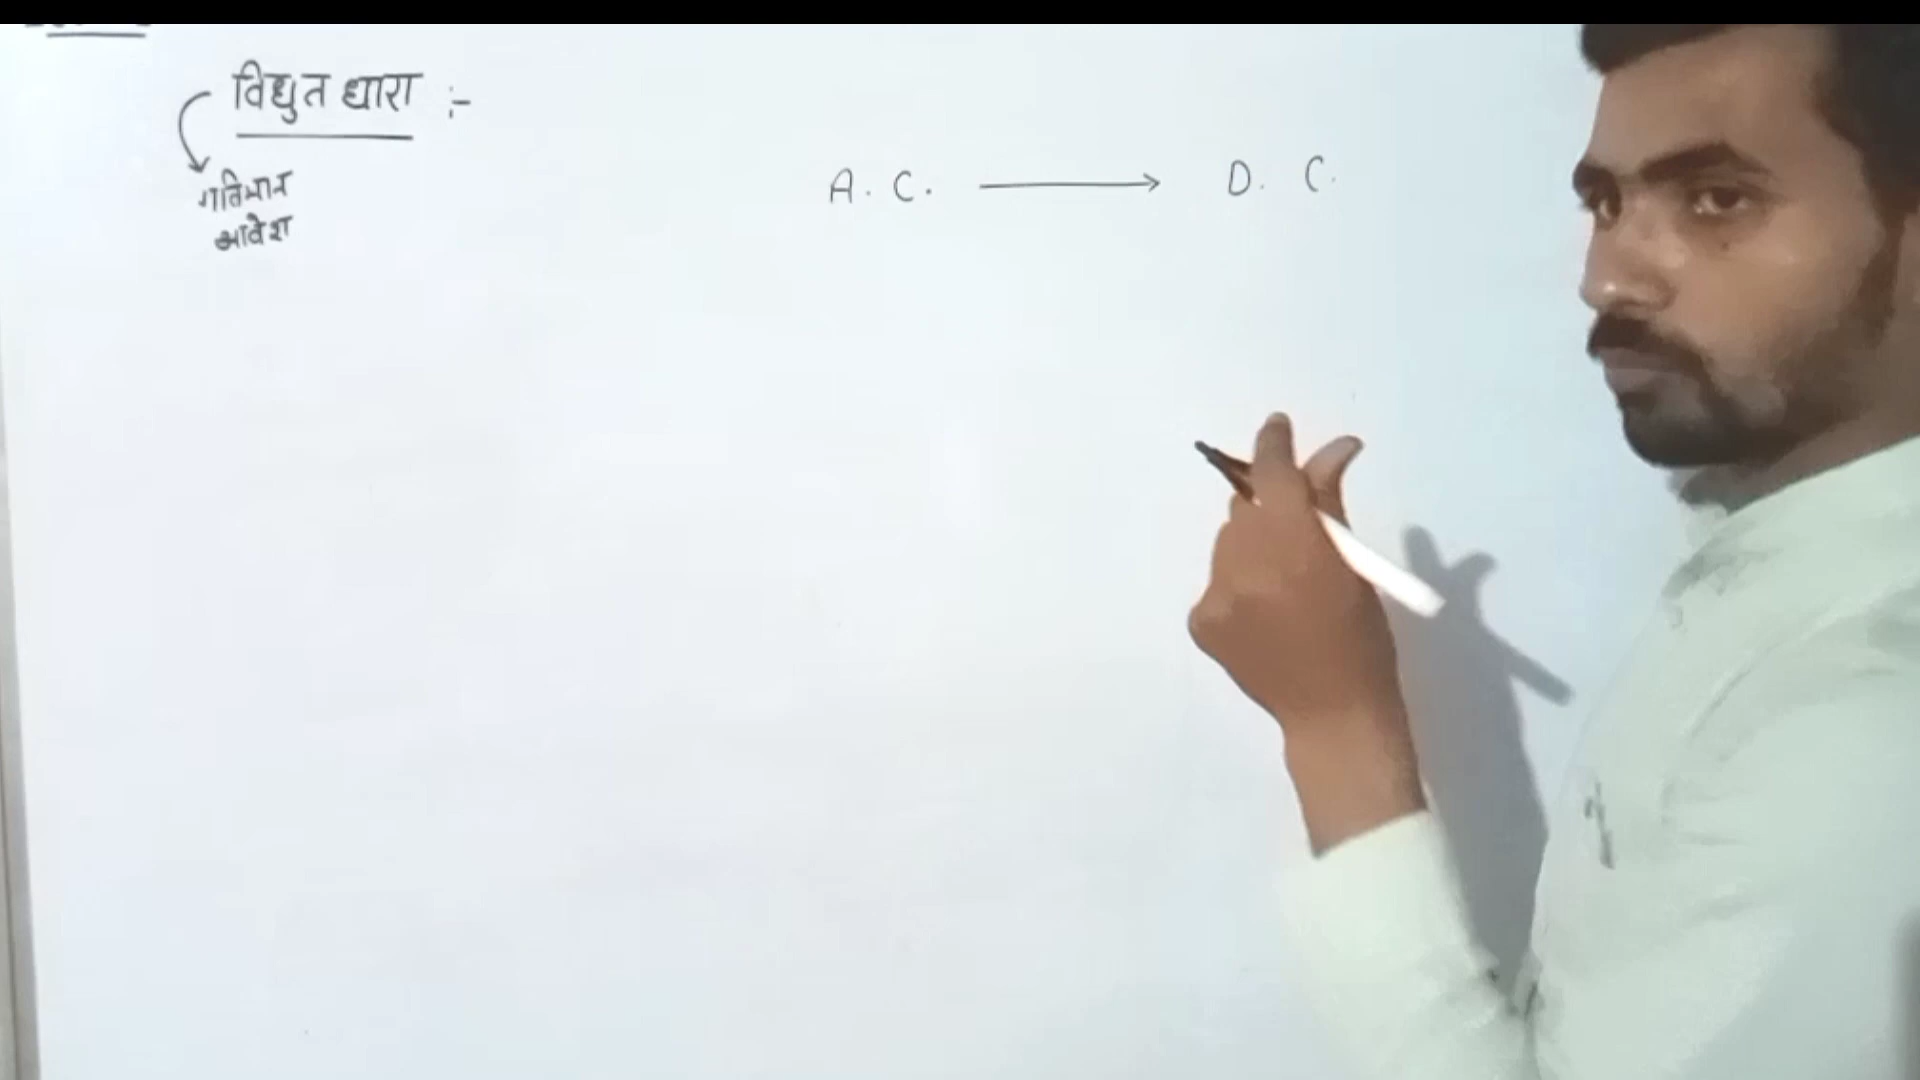 विद्युत धारा :-
गतिमान
आवेश
A. C. → D. C.